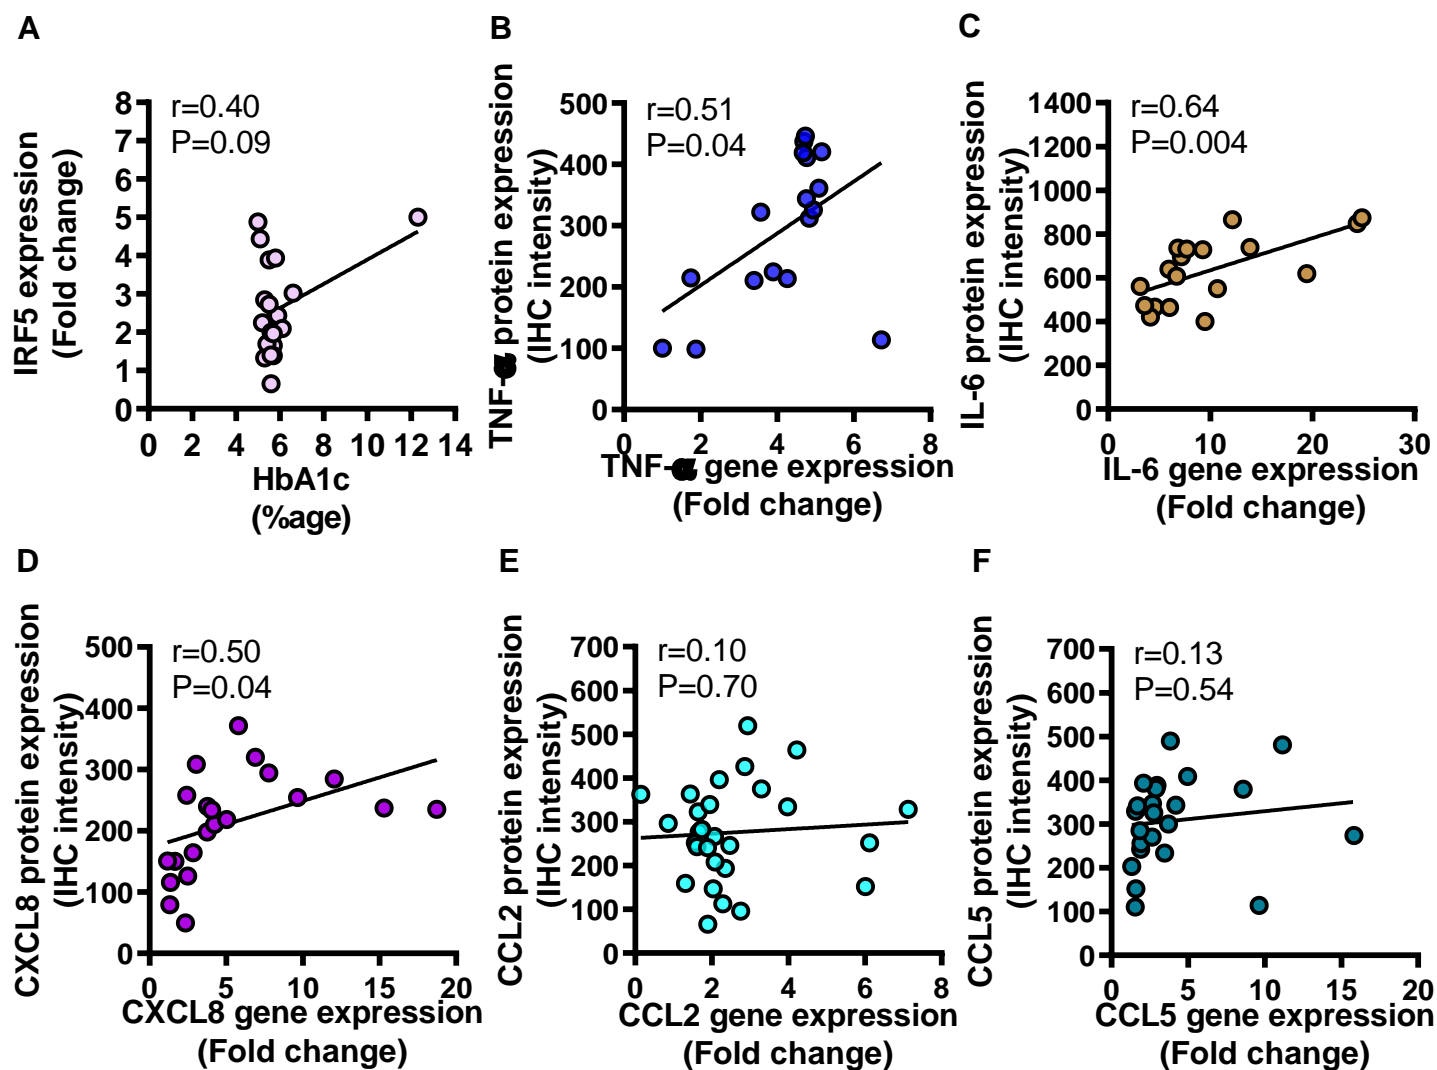 A
IRF5 expression
(Fold change)
8
7
6
5
4
3
2
1
0
r=0.40
P=0.09
0 2 4 6 8 10 12 14
HbA1c
(%age)
B
TNF-α protein expression
(IHC intensity)
500
400
300
200
100
0
r=0.51
P=0.04
0 2 4 6 8
TNF-α gene expression
(Fold change)
C
IL-6 protein expression
(IHC intensity)
1400
1200
1000
800
600
400
200
0
r=0.64
P=0.004
0 10 20 30
IL-6 gene expression
(Fold change)
D
CXCL8 protein expression
(IHC intensity)
500
400
300
200
100
0
r=0.50
P=0.04
0 5 10 15 20
CXCL8 gene expression
(Fold change)
E
CCL2 protein expression
(IHC intensity)
700
600
500
400
300
200
100
0
r=0.10
P=0.70
0 2 4 6 8
CCL2 gene expression
(Fold change)
F
CCL5 protein expression
(IHC intensity)
700
600
500
400
300
200
100
0
r=0.13
P=0.54
0 5 10 15 20
CCL5 gene expression
(Fold change)